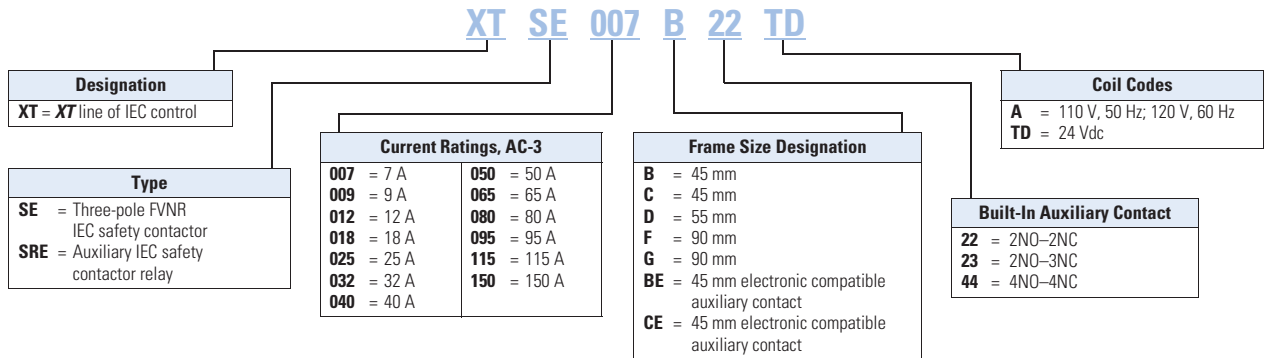 XT SE 007 B 22 TD
Designation
XT = XT line of IEC control
Type
SE = Three-pole FVNR
IEC safety contactor
SRE = Auxiliary IEC safety
contactor relay
Current Ratings, AC-3
007 = 7 A
009 = 9 A
012 = 12 A
018 = 18 A
025 = 25 A
032 = 32 A
040 = 40 A
050 = 50 A
065 = 65 A
080 = 80 A
095 = 95 A
115 = 115 A
150 = 150 A
Frame Size Designation
B = 45 mm
C = 45 mm
D = 55 mm
F = 90 mm
G = 90 mm
BE = 45 mm electronic compatible
auxiliary contact
CE = 45 mm electronic compatible
auxiliary contact
Built-In Auxiliary Contact
22 = 2NO–2NC
23 = 2NO–3NC
44 = 4NO–4NC
Coil Codes
A = 110 V, 50 Hz; 120 V, 60 Hz
TD = 24 Vdc